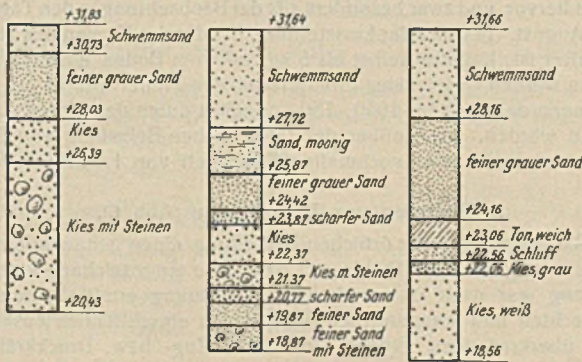 +31,83
Schwemmsand
+30,73
feiner grauer Sand
+28,03
Kies
+26,39
Kies mit Steinen
+20,43
+31,64
Schwemmsand
+27,72
Sand, moorig
+25,87
feiner grauer Sand
+24,42
+23,87 scharfer Sand
Kies
+22,37
+21,37 Kies m. Steinen
+20,77 scharfer Sand
+19,87 feiner Sand
+18,87 feiner Sand
mit Steinen
+31,66
Schwemmsand
+28,16
feiner grauer Sand
+24,16
+23,06 Ton, weich
+22,56 Schluff
+22,06 Kies, grau
Kies, weiß
+18,56